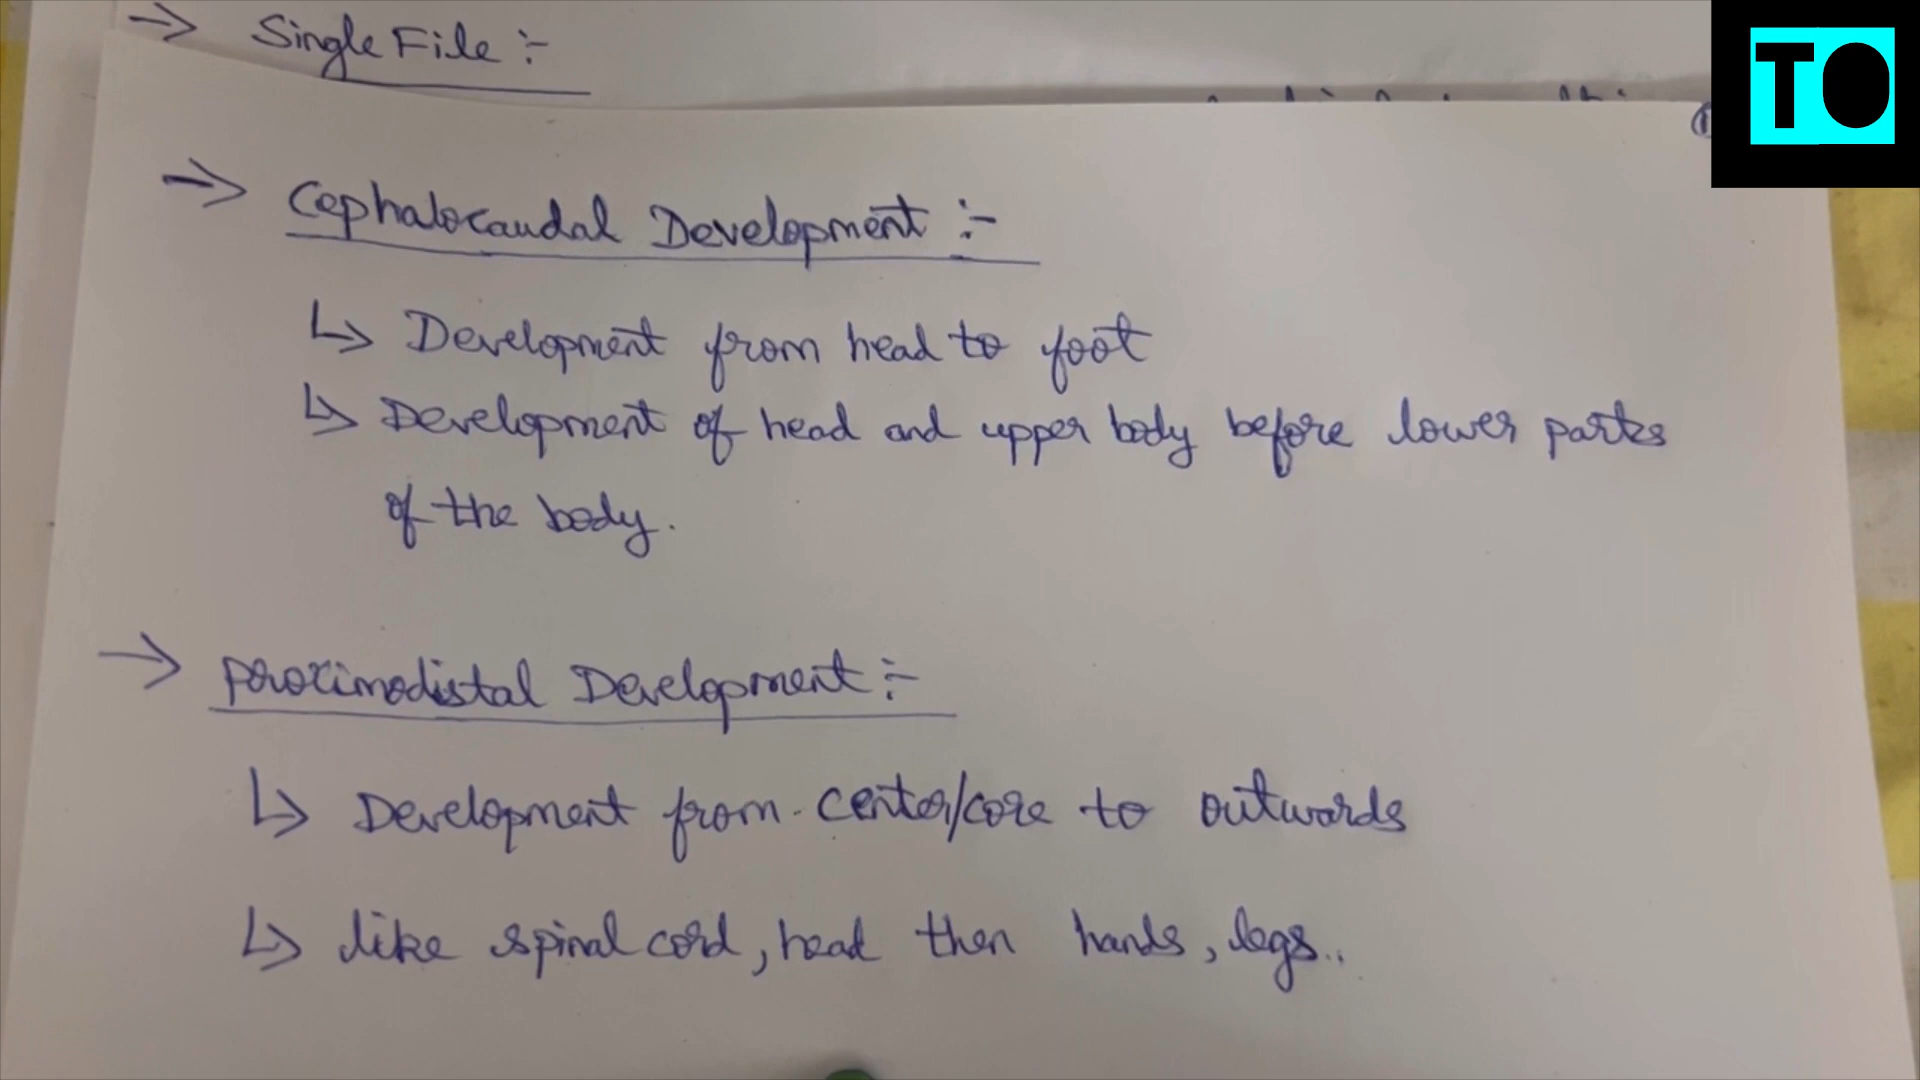 → Single File :-
→ Cephalocaudal Development :-
↳ Development from head to foot
↳ Development of head and upper body before lower parts
of the body.
→ Proximodistal Development :-
↳ Development from center/core to outwards
↳ like spinal cord, head then hands, legs..
TO